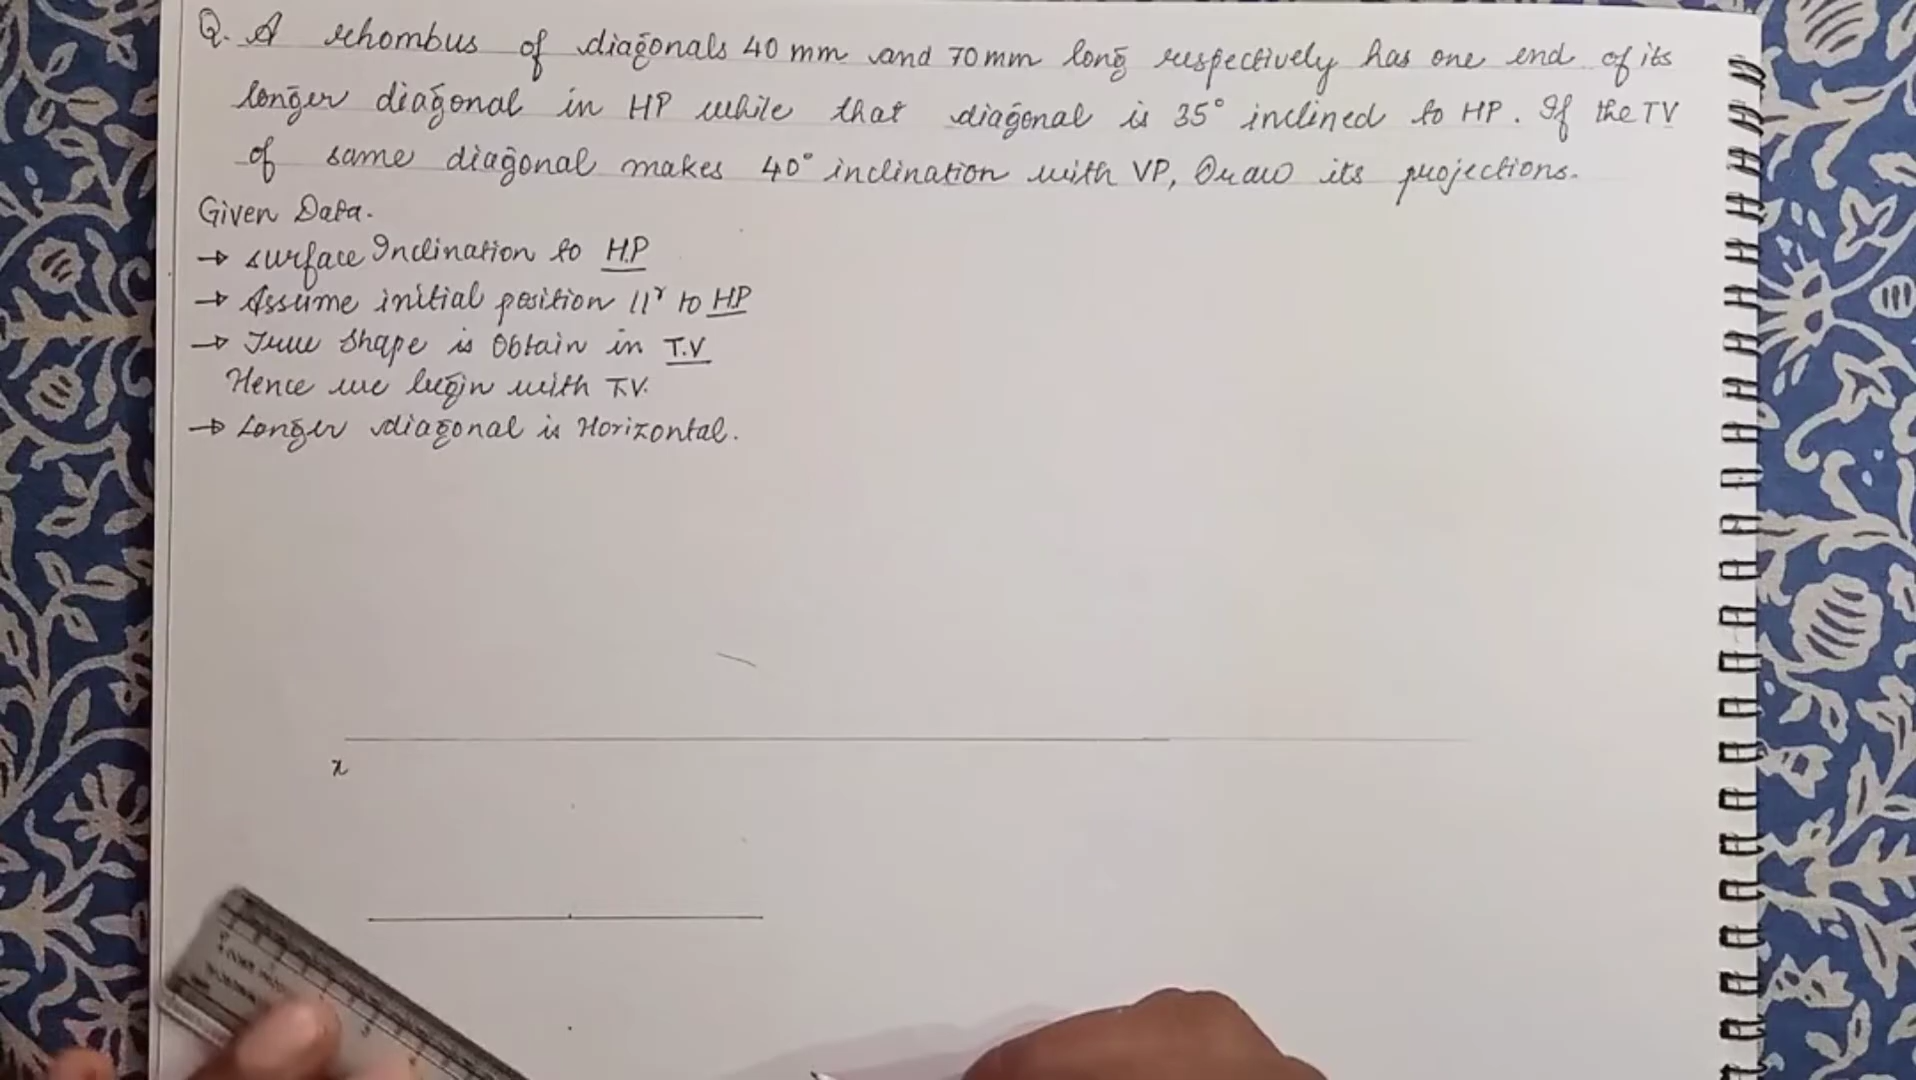 Q. A rhombus of diagonals 40 mm and 70 mm long respectively has one end of its
longer diagonal in HP while that diagonal is 35° inclined to HP. If the TV
of same diagonal makes 40° inclination with VP, Draw its projections.
Given Data.
→ surface Inclination to HP
→ Assume initial position 11r to HP
→ True shape is Obtain in T.V
Hence we begin with T.V.
→ Longer diagonal is Horizontal.
x